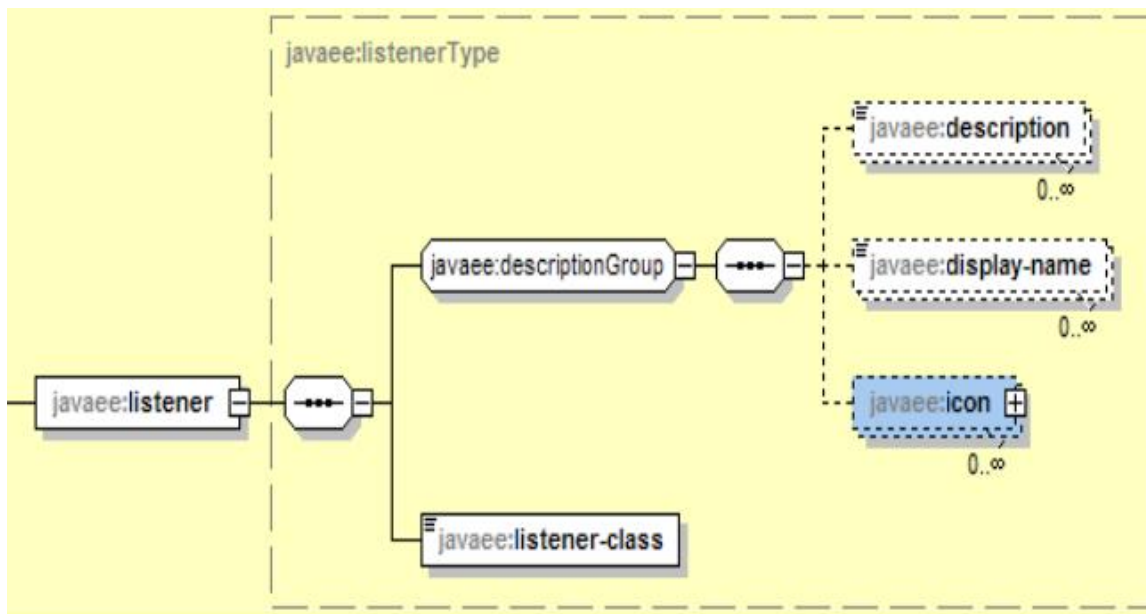 javaee:listenerType
javaee:description
0..∞
javaee:descriptionGroup
javaee:display-name
0..∞
javaee:listener
javaee:icon
0..∞
javaee:listener-class